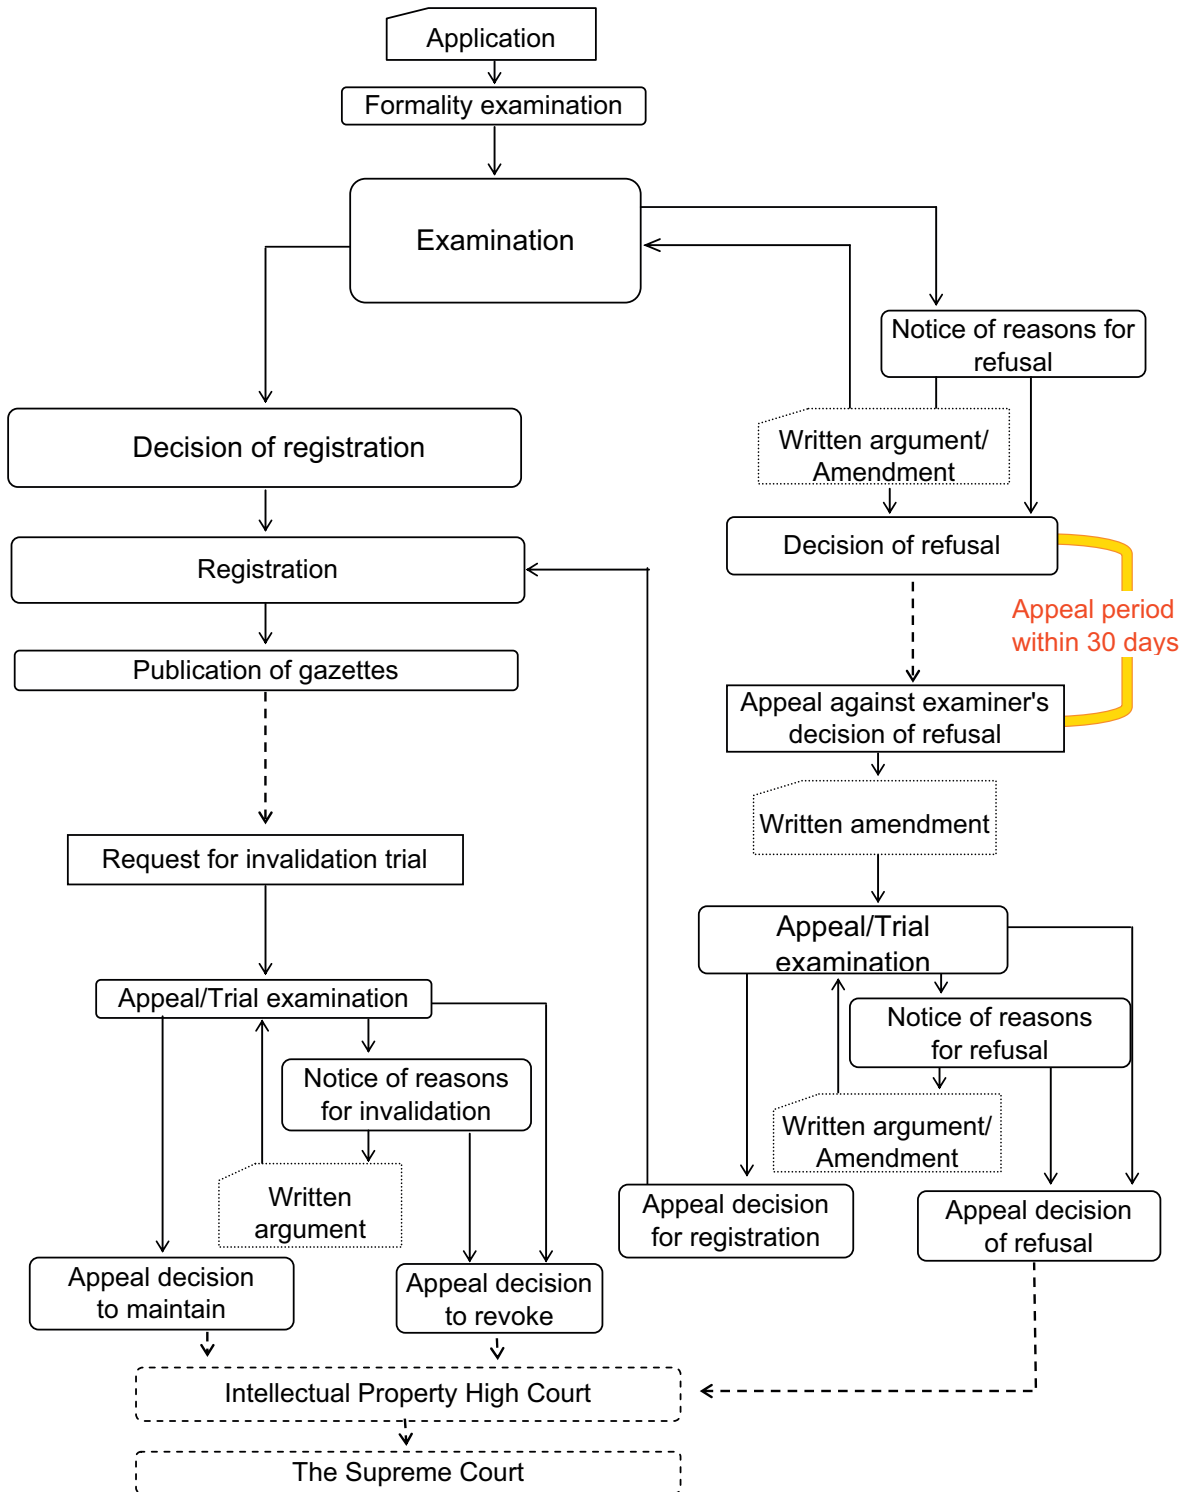 Application
Formality examination
Examination
Notice of reasons for
refusal
Decision of registration
Written argument/
Amendment
Decision of refusal
Registration
Appeal period
within 30 days
Publication of gazettes
Appeal against examiner's
decision of refusal
Written amendment
Request for invalidation trial
Appeal/Trial
examination
Appeal/Trial examination
Notice of reasons
for refusal
Notice of reasons
for invalidation
Written argument/
Amendment
Written
argument
Appeal decision
for registration
Appeal decision
of refusal
Appeal decision
to maintain
Appeal decision
to revoke
Intellectual Property High Court
The Supreme Court